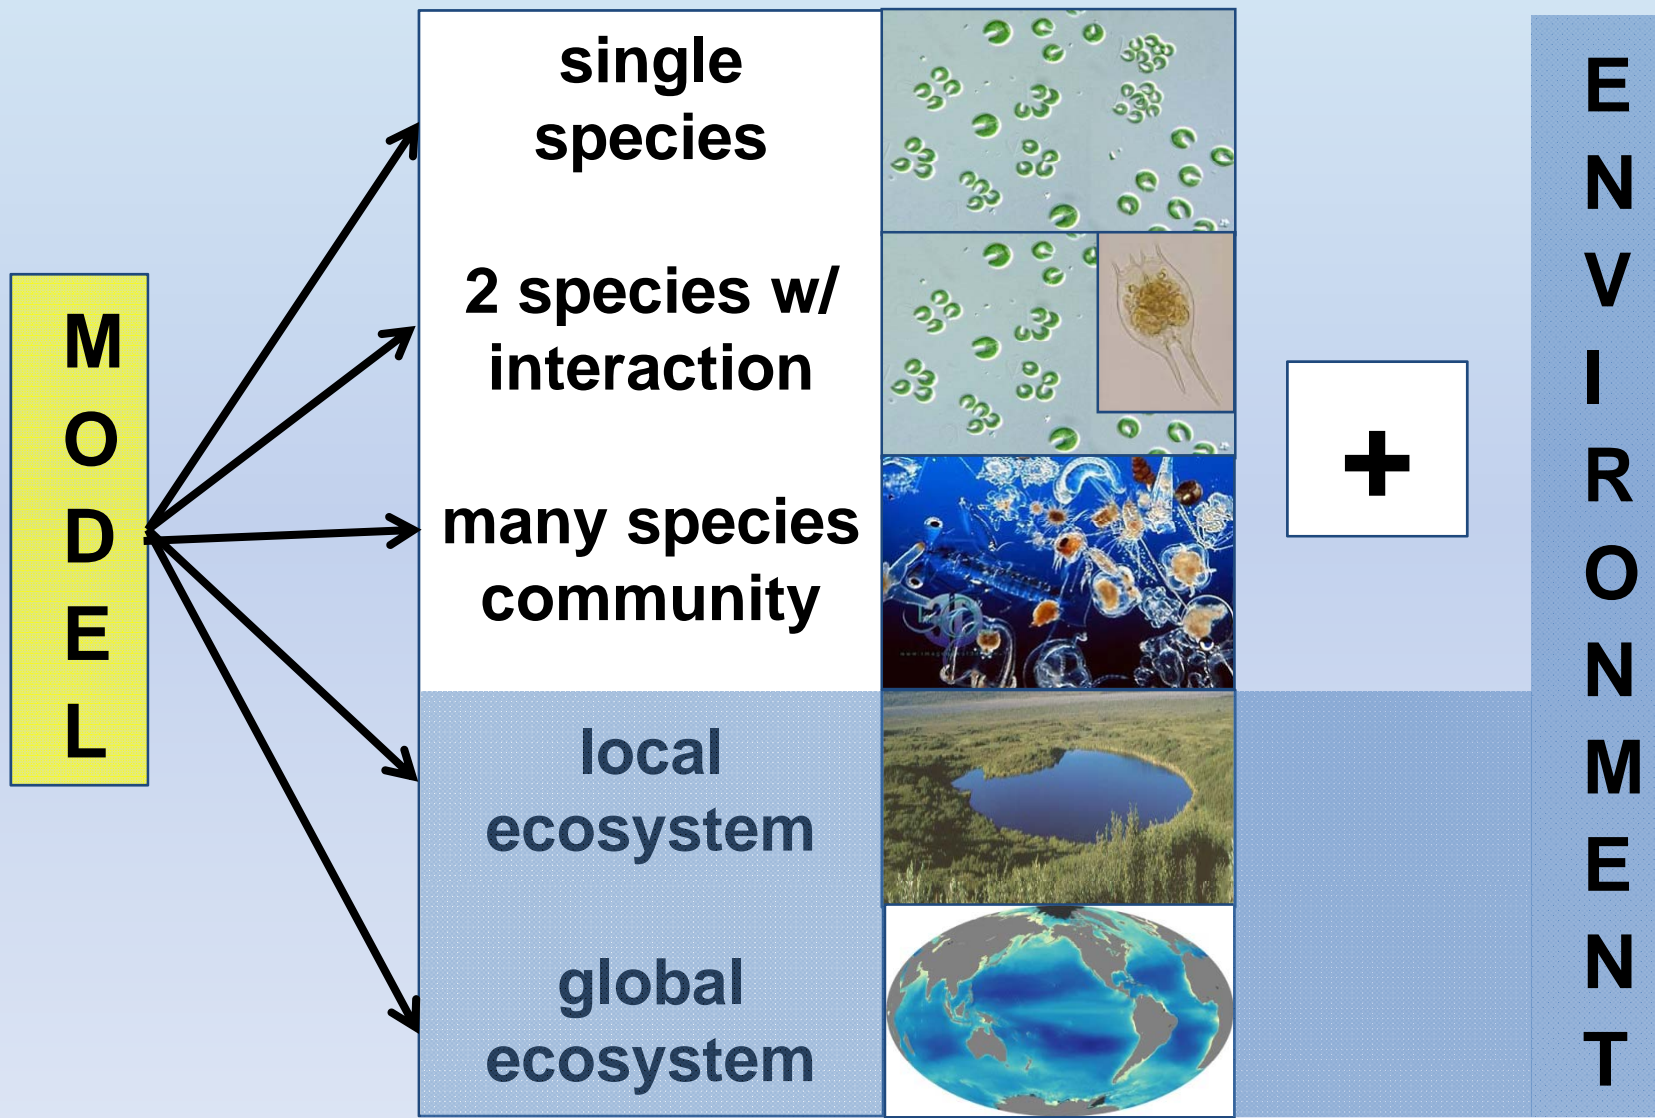 MODEL
single
species
2 species w/
interaction
many species
community
local
ecosystem
global
ecosystem
+
ENVIRONMENT